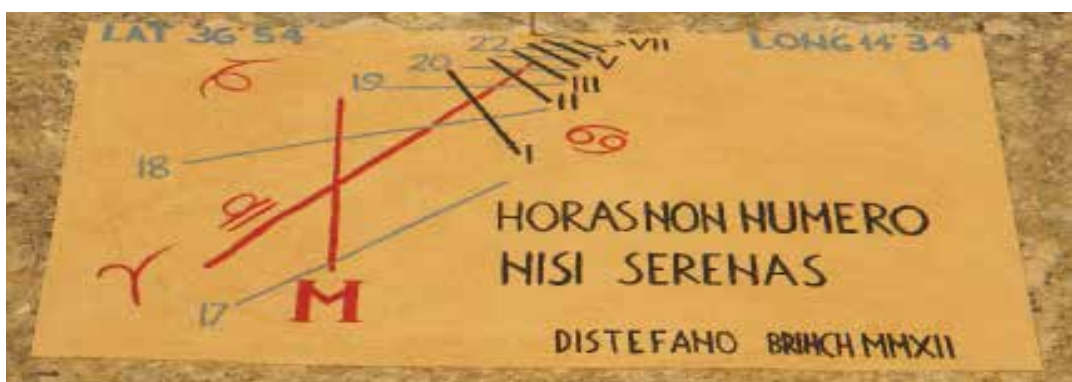 LAT 36 54
LONG 14 34
22
VII
20
V
19
III
II
18
I
17
M
HORAS NON NUMERO
NISI SERENAS
DISTEFANO BRINCH MMXII